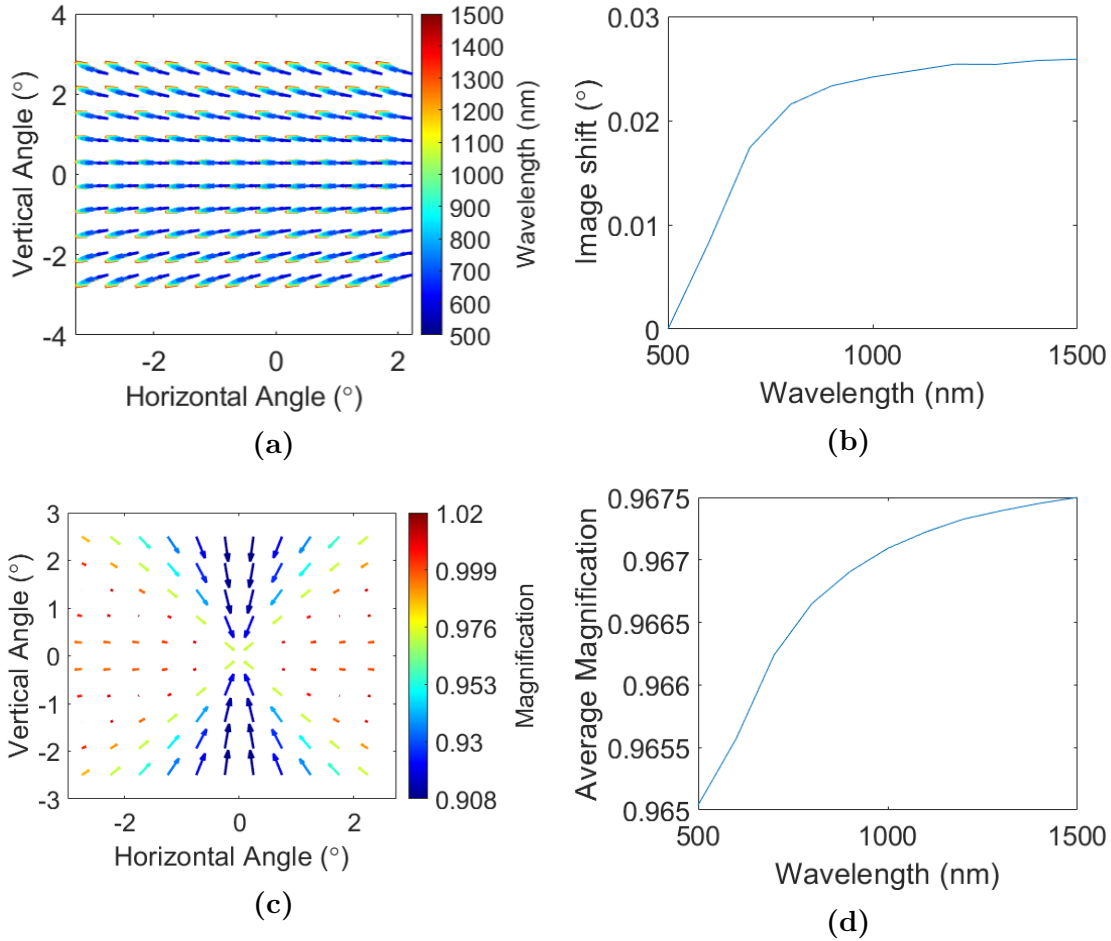 4
2
0
-2
-4
Vertical Angle (°)
-2 0 2
Horizontal Angle (°)
1500
1400
1300
1200
1100
1000
900
800
700
600
500
Wavelength (nm)
(a)
0.03
0.02
0.01
0
Image shift (°)
500 1000 1500
Wavelength (nm)
(b)
3
2
1
0
-1
-2
-3
Vertical Angle (°)
-2 0 2
Horizontal Angle (°)
1.02
0.999
0.976
0.953
0.93
0.908
Magnification
(c)
0.9675
0.967
0.9665
0.966
0.9655
0.965
Average Magnification
500 1000 1500
Wavelength (nm)
(d)